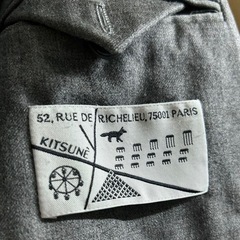 52, RUE DE RICHELIEU, 75001 PARIS
KITSUNÉ